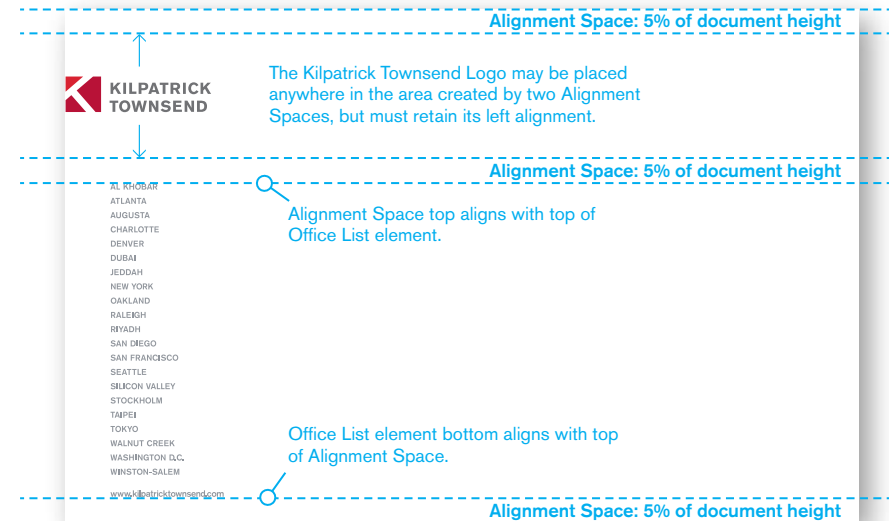 Alignment Space: 5% of document height
KILPATRICK
TOWNSEND
The Kilpatrick Townsend Logo may be placed
anywhere in the area created by two Alignment
Spaces, but must retain its left alignment.
Alignment Space: 5% of document height
AL KHOBAR
ATLANTA
AUGUSTA
CHARLOTTE
DENVER
DUBAI
JEDDAH
NEW YORK
OAKLAND
RALEIGH
RIYADH
SAN DIEGO
SAN FRANCISCO
SEATTLE
SILICON VALLEY
STOCKHOLM
TAIPEI
TOKYO
WALNUT CREEK
WASHINGTON D.C.
WINSTON-SALEM
www.kilpatricktownsend.com
Alignment Space top aligns with top of
Office List element.
Office List element bottom aligns with top
of Alignment Space.
Alignment Space: 5% of document height